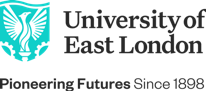 University of
East London
Pioneering Futures Since 1898